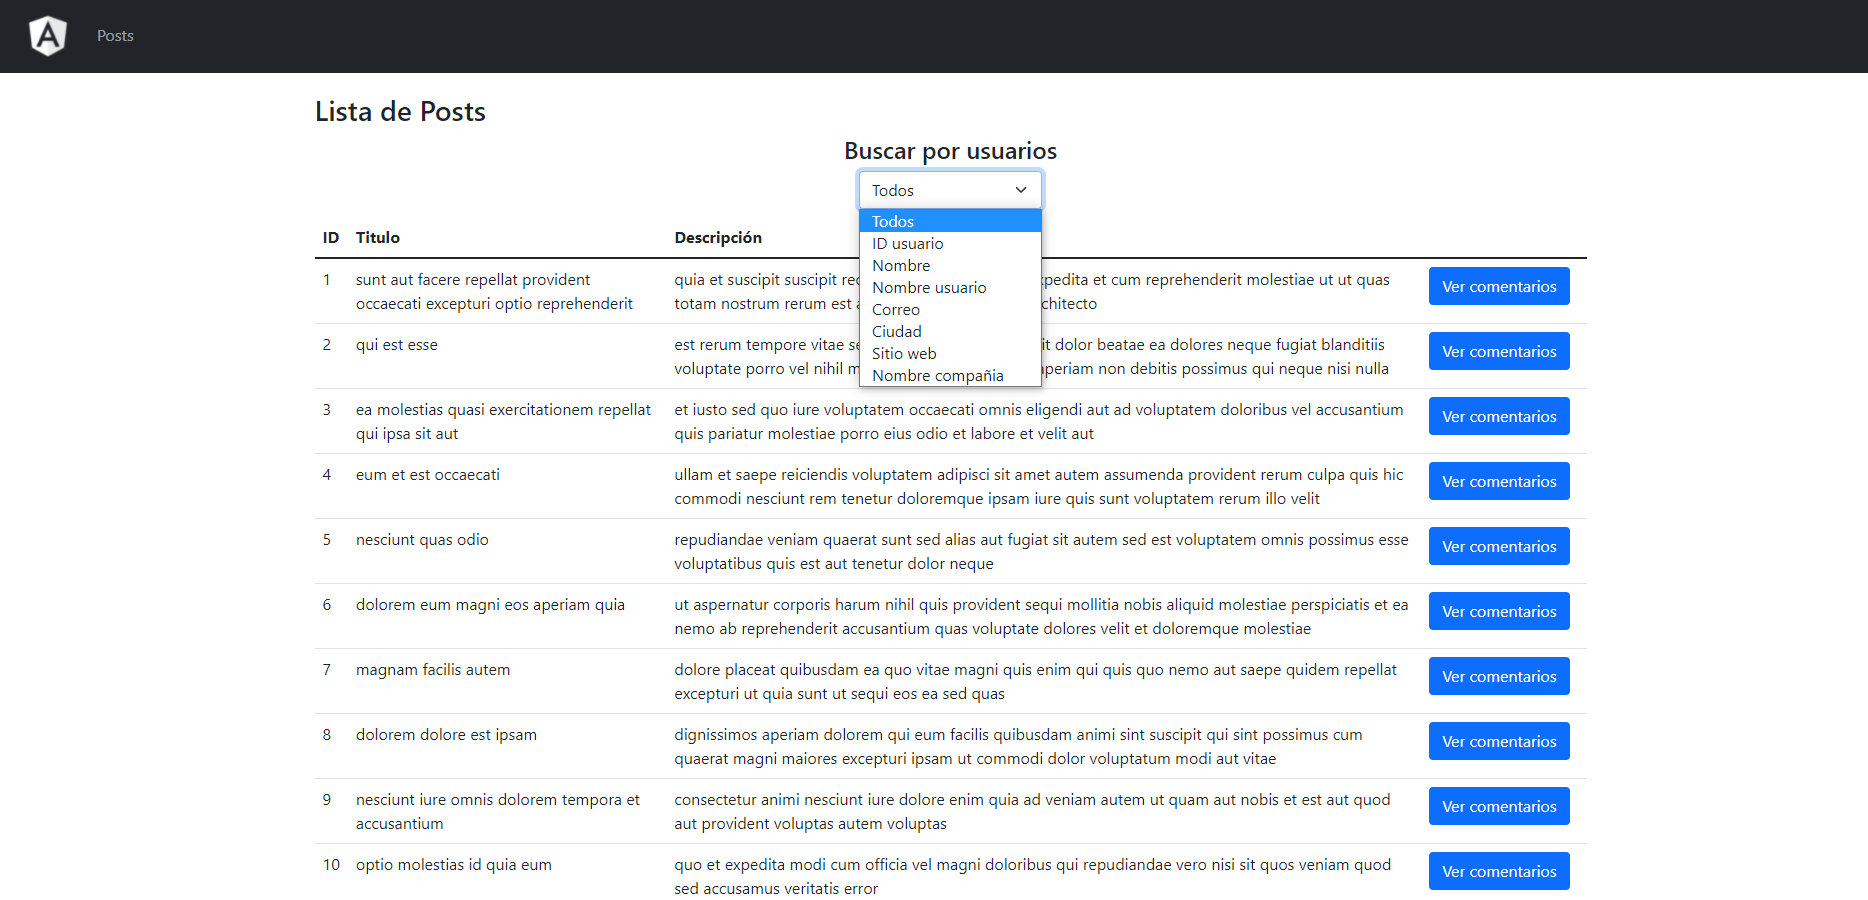 A
Posts
Lista de Posts
Buscar por usuarios
Todos
Todos
ID usuario
Nombre
Nombre usuario
Correo
Ciudad
Sitio web
Nombre compañia
ID Titulo Descripción
1 sunt aut facere repellat provident quia et suscipit suscipit expedita et cum reprehenderit molestiae ut ut quas Ver comentarios
occaecati excepturi optio reprehenderit totam nostrum rerum est architecto
2 qui est esse est rerum tempore vitae dolor beatae ea dolores neque fugiat blanditiis Ver comentarios
voluptate porro vel nihil aperiam non debitis possimus qui neque nisi nulla
3 ea molestias quasi exercitationem repellat et iusto sed quo iure voluptatem occaecati omnis eligendi aut ad voluptatem doloribus vel accusantium Ver comentarios
qui ipsa sit aut quis pariatur molestiae porro eius odio et labore et velit aut
4 eum et est occaecati ullam et saepe reiciendis voluptatem adipisci sit amet autem assumenda provident rerum culpa quis hic Ver comentarios
commodi nesciunt rem tenetur doloremque ipsam iure quis sunt voluptatem rerum illo velit
5 nesciunt quas odio repudiandae veniam quaerat sunt sed alias aut fugiat sit autem sed est voluptatem omnis possimus esse Ver comentarios
voluptatibus quis est aut tenetur dolor neque
6 dolorem eum magni eos aperiam quia ut aspernatur corporis harum nihil quis provident sequi mollitia nobis aliquid molestiae perspiciatis et ea Ver comentarios
nemo ab reprehenderit accusantium quas voluptate dolores velit et doloremque molestiae
7 magnam facilis autem dolore placeat quibusdam ea quo vitae magni quis enim qui quis quo nemo aut saepe quidem repellat Ver comentarios
excepturi ut quia sunt ut sequi eos ea sed quas
8 dolorem dolore est ipsam dignissimos aperiam dolorem qui eum facilis quibusdam animi sint suscipit qui sint possimus cum Ver comentarios
quaerat magni maiores excepturi ipsam ut commodi dolor voluptatum modi aut vitae
9 nesciunt iure omnis dolorem tempora et consectetur animi nesciunt iure dolore enim quia ad veniam autem ut quam aut nobis et est aut quod Ver comentarios
accusantium aut provident voluptas autem voluptas
10 optio molestias id quia eum quo et expedita modi cum officia vel magni doloribus qui repudiandae vero nisi sit quos veniam quod Ver comentarios
sed accusamus veritatis error